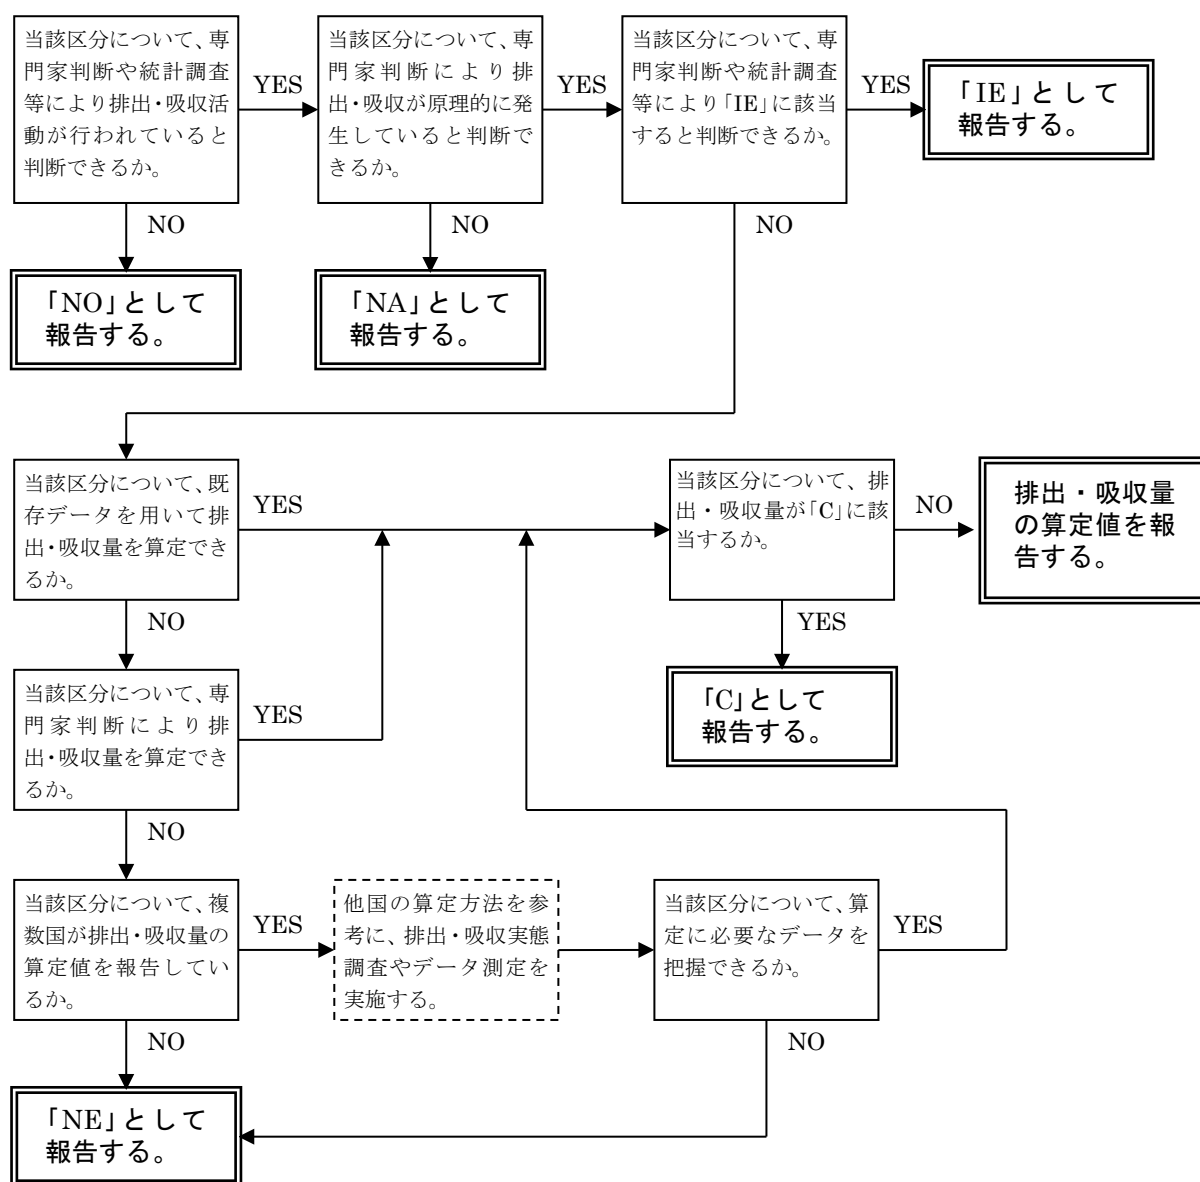 当該区分について、専
門家判断や統計調査
等により排出・吸収活
動が行われていると
判断できるか。
YES
当該区分について、専
門家判断により排
出・吸収が原理的に発
生していると判断で
きるか。
YES
当該区分について、専
門家判断や統計調査
等により「IE」に該当
すると判断できるか。
YES
「IE」として
報告する。
NO
NO
NO
「NO」として
報告する。
「NA」として
報告する。
当該区分について、既
存データを用いて排
出・吸収量を算定でき
るか。
YES
当該区分について、排
出・吸収量が「C」に該
当するか。
NO
排出・吸収量
の算定値を報
告する。
NO
YES
当該区分について、専
門家判断により排
出・吸収量を算定でき
るか。
YES
「C」として
報告する。
NO
当該区分について、複
数国が排出・吸収量の
算定値を報告してい
るか。
YES
他国の算定方法を参
考に、排出・吸収実態
調査やデータ測定を
実施する。
当該区分について、算
定に必要なデータを
把握できるか。
YES
NO
NO
「NE」として
報告する。